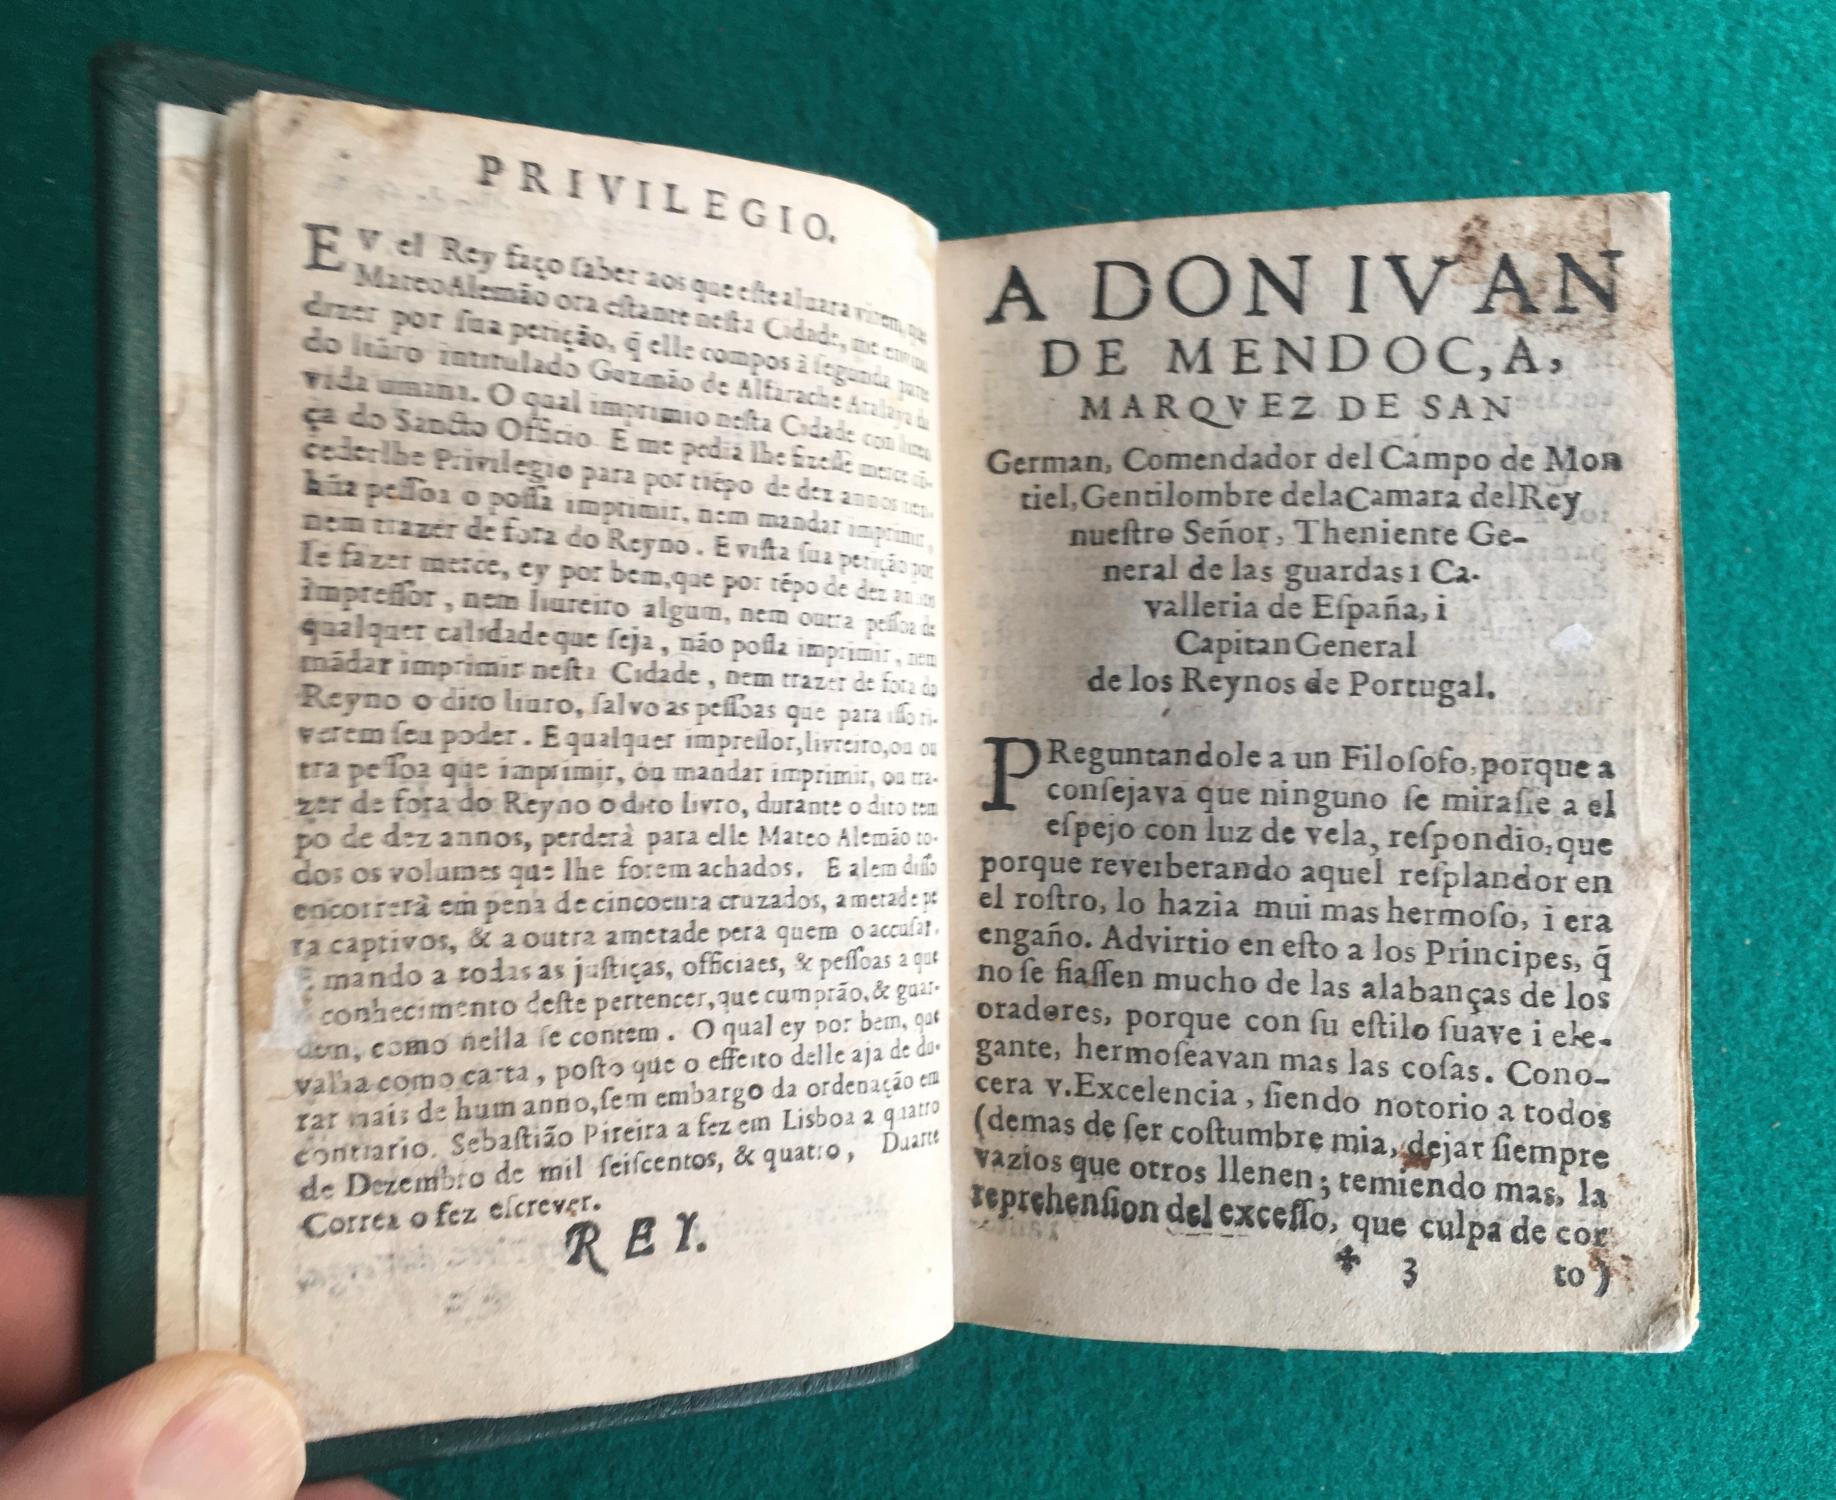 PRIVILEGIO.
EV el Rey faço ſaber aos que eſte aluara virem, que
Mateo Alemão ora eſtante neſta Cidade, me enviou
dizer por ſua petição, q̃ elle compos â ſegunda parte
do liuro intitulado Guzmão de Alfarache Atalaya da
vida umana. O qual imprimio neſta Cidade con licen
ça do Sancto Officio. E me pedia lhe fizeſſe merce cõ-
cederlhe Privilegio para por tiẽpo de dez annos nen-
hũa peſſoa o poſſa imprimir, nem mandar imprimir,
nem trazer de fora do Reyno. E viſta ſua petição por
le fazer merce, ey por bem, que por tẽpo de dez annos
impreſſor, nem liureiro algum, nem outra peſſoa de
qualquer calidade que ſeja, não poſſa imprimir, nem
mãdar imprimir neſta Cidade, nem trazer de fora do
Reyno o dito liuro, ſalvo as peſſoas que para iſſo ti-
verem ſeu poder. E qualquer impreſſor, livreiro, ou ou
tra peſſoa que imprimir, ou mandar imprimir, ou tra-
zer de fora do Reyno o dito livro, durante o dito tem
po de dez annos, perderà para elle Mateo Alemão to-
dos os volumes que lhe forem achados. E alem diſſo
encorrerà em pena de cincoenta cruzados, ametade pe
ra captivos, & a outra ametade pera quem o accuſar.
E mando a todas as juſtiças, officiaes, & peſſoas a que
conhecimento deſte pertencer, que cumprão, & guar-
dem, como nella ſe contem. O qual ey por bem, que
valha como carta, poſto que o effeito delle aja de du-
rar mais de hum anno, ſem embargo da ordenação em
contrario. Sebaſtião Pireira a fez em Lisboa a quatro
de Dezembro de mil ſeiſcentos, & quatro, Duarte
Correa o fez eſcrever.
REY.
A DON IVAN
DE MENDOC,A,
MARQVEZ DE SAN
German, Comendador del Campo de Mon
tiel, Gentilombre dela Camara del Rey
nueſtro Señor, Theniente Ge-
neral de las guardas i Ca-
valleria de Eſpaña, i
Capitan General
de los Reynos de Portugal.
PReguntandole a un Filoſofo, porque a
conſejava que ninguno ſe miraſſe a el
eſpejo con luz de vela, reſpondio, que
porque reverberando aquel reſplandor en
el roſtro, lo hazia mui mas hermoſo, i era
engaño. Advirtio en eſto a los Principes, q̃
no ſe fiaſſen mucho de las alabanças de los
oradores, porque con ſu eſtilo ſuave i ele-
gante, hermoſeavan mas las coſas. Cono-
cera v. Excelencia, ſiendo notorio a todos
(demas de ſer coſtumbre mia, dejar ſiempre
vazios que otros llenen; temiendo mas, la
reprehenſion del exceſſo, que culpa de cor
✤ 3 to)